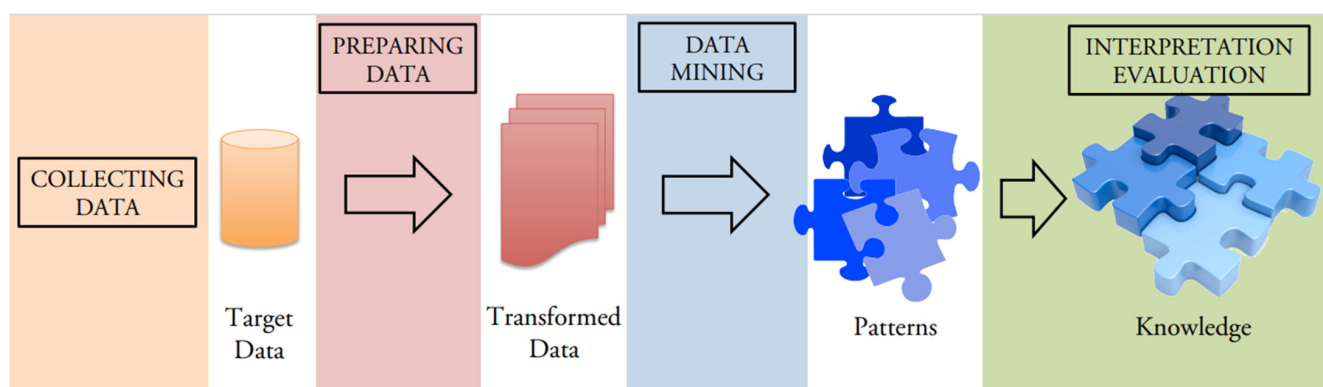 COLLECTING
DATA
Target
Data
PREPARING
DATA
Transformed
Data
DATA
MINING
Patterns
INTERPRETATION
EVALUATION
Knowledge